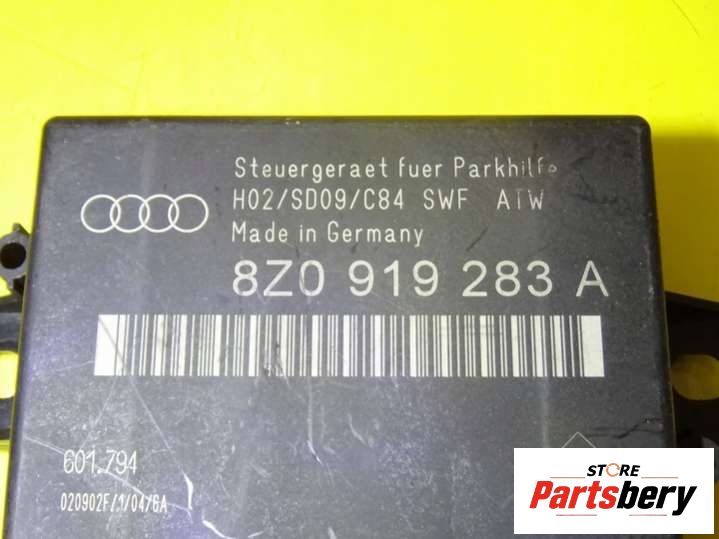 Steuergeraet fuer Parkhilfe
H02/SD09/C84 SWF ATW
Made in Germany
8Z0 919 283 A
601.794
020902F/1/04/6A
STORE
Partsbery